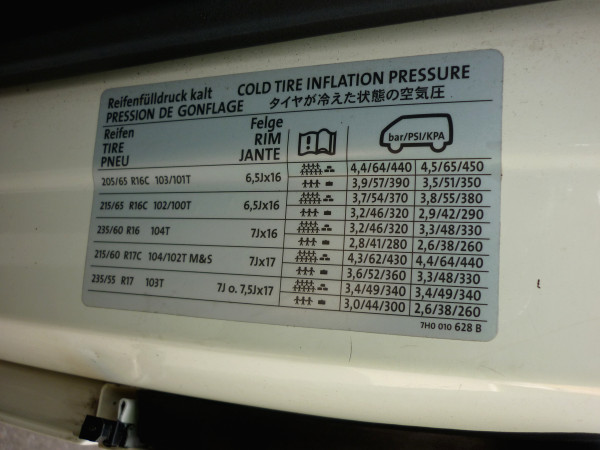 Reifenfülldruck kalt COLD TIRE INFLATION PRESSURE
PRESSION DE GONFLAGE タイヤが冷えた状態の空気圧
Reifen Felge
TIRE RIM bar/PSI/KPA
PNEU JANTE
205/65 R16C 103/101T 6,5Jx16 4,4/64/440 4,5/65/450
3,9/57/390 3,5/51/350
215/65 R16C 102/100T 6,5Jx16 3,7/54/370 3,8/55/380
3,2/46/320 2,9/42/290
235/60 R16 104T 7Jx16 3,2/46/320 3,3/48/330
2,8/41/280 2,6/38/260
215/60 R17C 104/102T M&S 7Jx17 4,3/62/430 4,4/64/440
3,6/52/360 3,3/48/330
235/55 R17 103T 7J o. 7,5Jx17 3,4/49/340 3,4/49/340
3,0/44/300 2,6/38/260
7H0 010 628 B